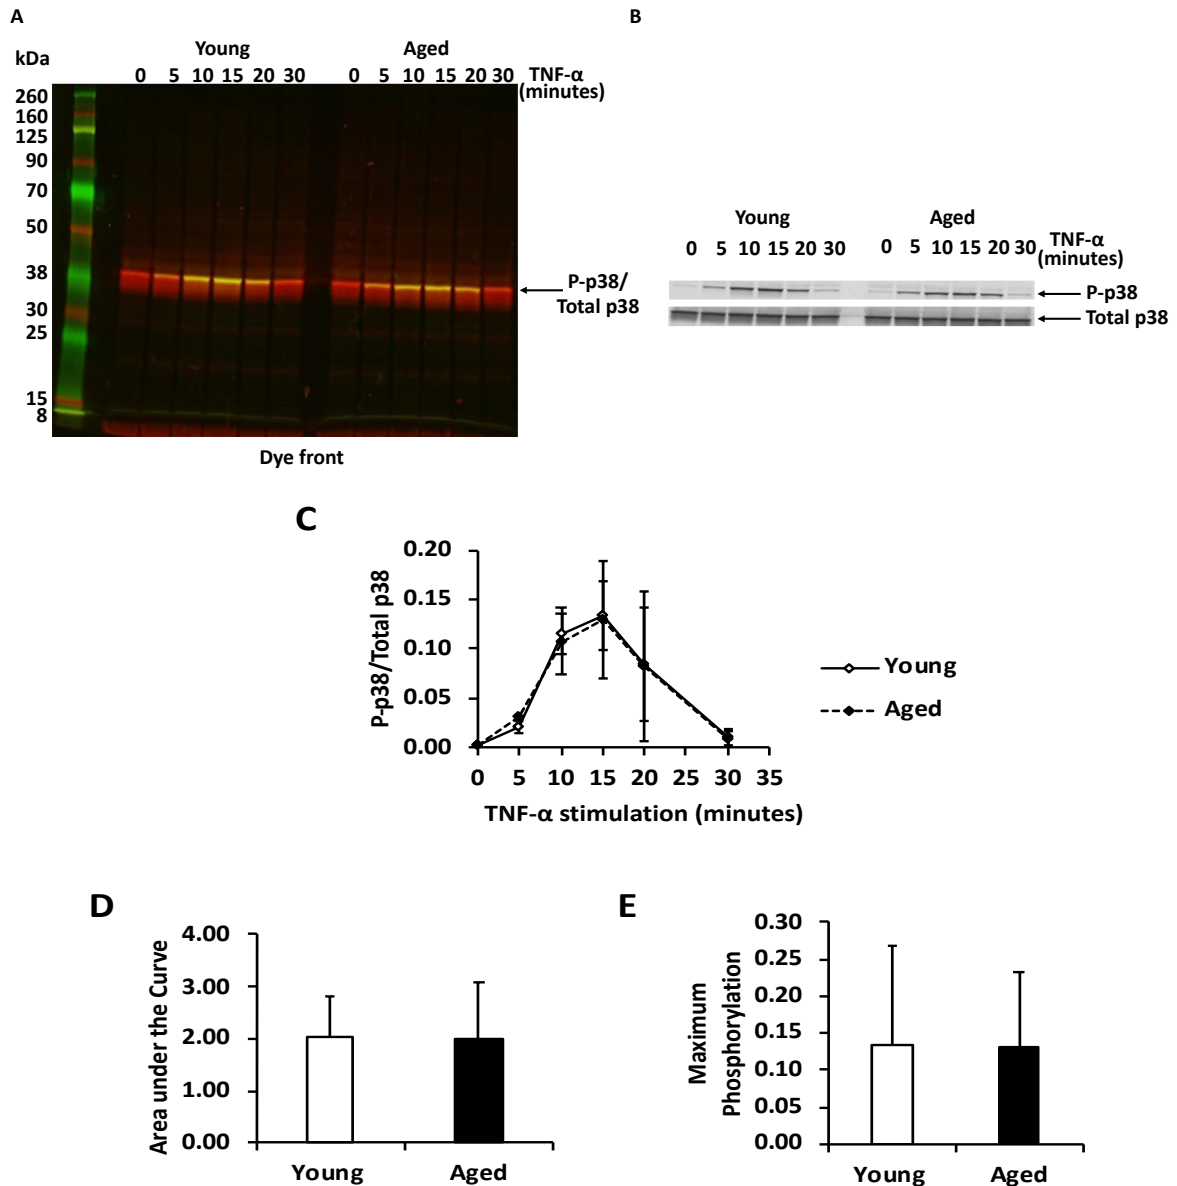 A
Young Aged
kDa
0 5 10 15 20 30 0 5 10 15 20 30 TNF-α
(minutes)
260
160
125
90
70
50
38
30
25
15
8
P-p38/
Total p38
Dye front
B
Young Aged
0 5 10 15 20 30 0 5 10 15 20 30 TNF-α
(minutes)
P-p38
Total p38
C
P-p38/Total p38
0.20
0.15
0.10
0.05
0.00
0 5 10 15 20 25 30 35
TNF-α stimulation (minutes)
Young
Aged
D
Area under the Curve
4.00
3.00
2.00
1.00
0.00
Young Aged
E
Maximum
Phosphorylation
0.30
0.25
0.20
0.15
0.10
0.05
0.00
Young Aged